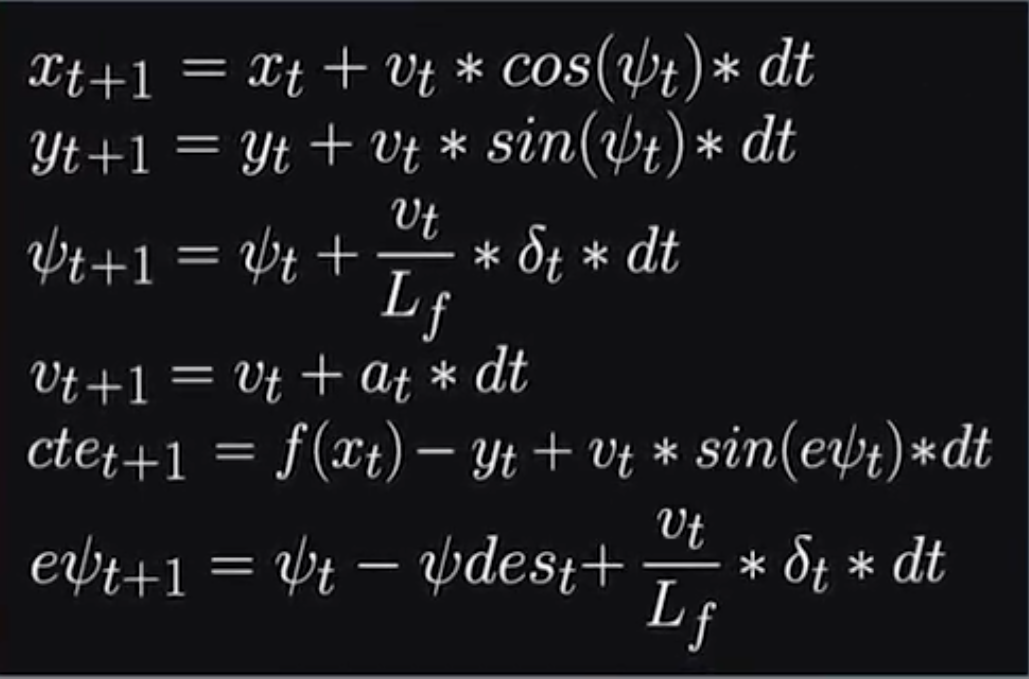 x_{t+1} = x_t + v_t * cos(ψ_t) * dt
y_{t+1} = y_t + v_t * sin(ψ_t) * dt
ψ_{t+1} = ψ_t + \frac{v_t}{L_f} * δ_t * dt
v_{t+1} = v_t + a_t * dt
cte_{t+1} = f(x_t) − y_t + v_t * sin(eψ_t) * dt
eψ_{t+1} = ψ_t − ψdes_t + \frac{v_t}{L_f} * δ_t * dt